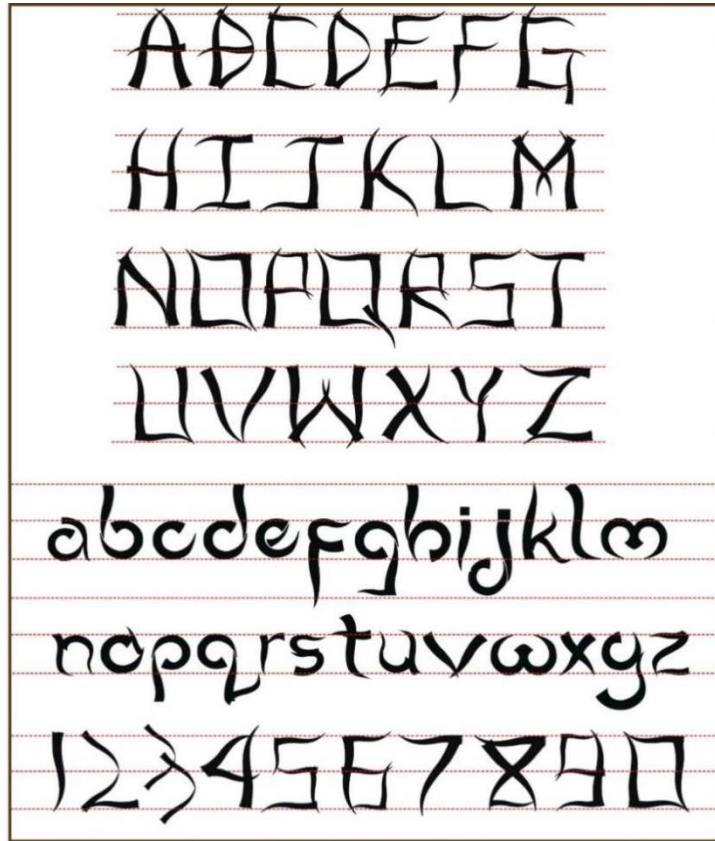 ABCDEFG
HIJKLM
NOPQRST
UVWXYZ
abcdefghijklm
nopqrstuvwxyz
1234567890